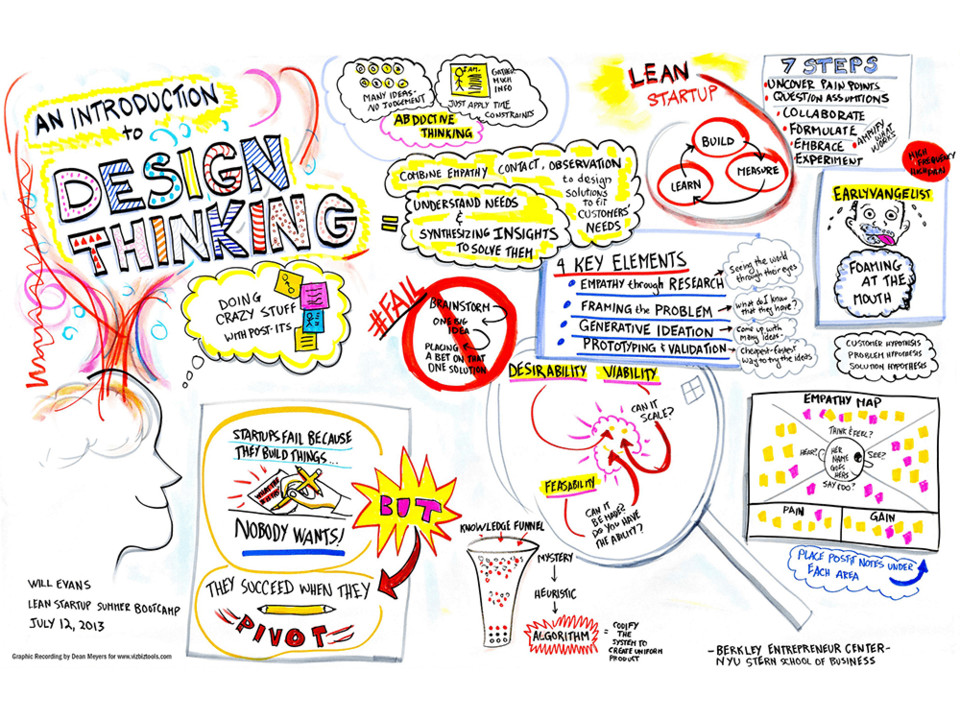 AN INTRODUCTION
to
DESIGN
THINKING
=
MANY IDEAS-
NO JUDGEMENT
GATHER
MUCH
INFO
JUST APPLY TIME
CONSTRAINTS
ABDUCTIVE
THINKING
COMBINE EMPATHY CONTACT, OBSERVATION
to design
SOLUTIONS
to FIT
CUSTOMERS'
NEEDS
UNDERSTAND NEEDS
&
SYNTHESIZING INSIGHTS
TO SOLVE THEM
LEAN
STARTUP
BUILD
MEASURE
LEARN
7 STEPS
UNCOVER PAIN POINTS
QUESTION ASSUMPTIONS
COLLABORATE
FORMULATE
EMBRACE
EXPERIMENT
AMPLIFY
WHAT
WORKS
HIGH FREQUENCY
EARLYVANGELIST
FOAMING
AT THE
MOUTH
CUSTOMER HYPOTHESIS
PROBLEM HYPOTHESIS
SOLUTION HYPOTHESIS
DOING
CRAZY STUFF
WITH POST-ITS
#FAIL
BRAINSTORM
ONE BIG
IDEA
PLACING
A BET ON THAT
ONE SOLUTION
4 KEY ELEMENTS
• EMPATHY through RESEARCH
Seeing the world
through their eyes
• FRAMING the PROBLEM
What do I know
that they have?
• GENERATIVE IDEATION
Come up with
many ideas-
• PROTOTYPING & VALIDATION
Cheapest-fastest
way to try the ideas
DESIRABILITY VIABILITY
CAN IT
SCALE?
FEASABILITY
CAN IT
BE MADE?
DO YOU HAVE
THE ABILITY?
EMPATHY MAP
THINK & FEEL?
HEAR?
HER
NAME
GOES
HERE
SEE?
SAY/DO?
PAIN
GAIN
PLACE POSTIT NOTES UNDER
EACH AREA
STARTUPS FAIL BECAUSE
THEY BUILD THINGS...
NOBODY WANTS!
BUT
THEY SUCCEED WHEN THEY
PIVOT
KNOWLEDGE FUNNEL
MYSTERY
HEURISTIC
ALGORITHM
= CODIFY
THE
SYSTEM TO
CREATE UNIFORM
PRODUCT
WILL EVANS
LEAN STARTUP SUMMER BOOTCAMP
JULY 12, 2013
Graphic Recording by Dean Meyers for www.vizbiztools.com
-BERKLEY ENTREPRENEUR CENTER-
NYU STERN SCHOOL OF BUSINESS